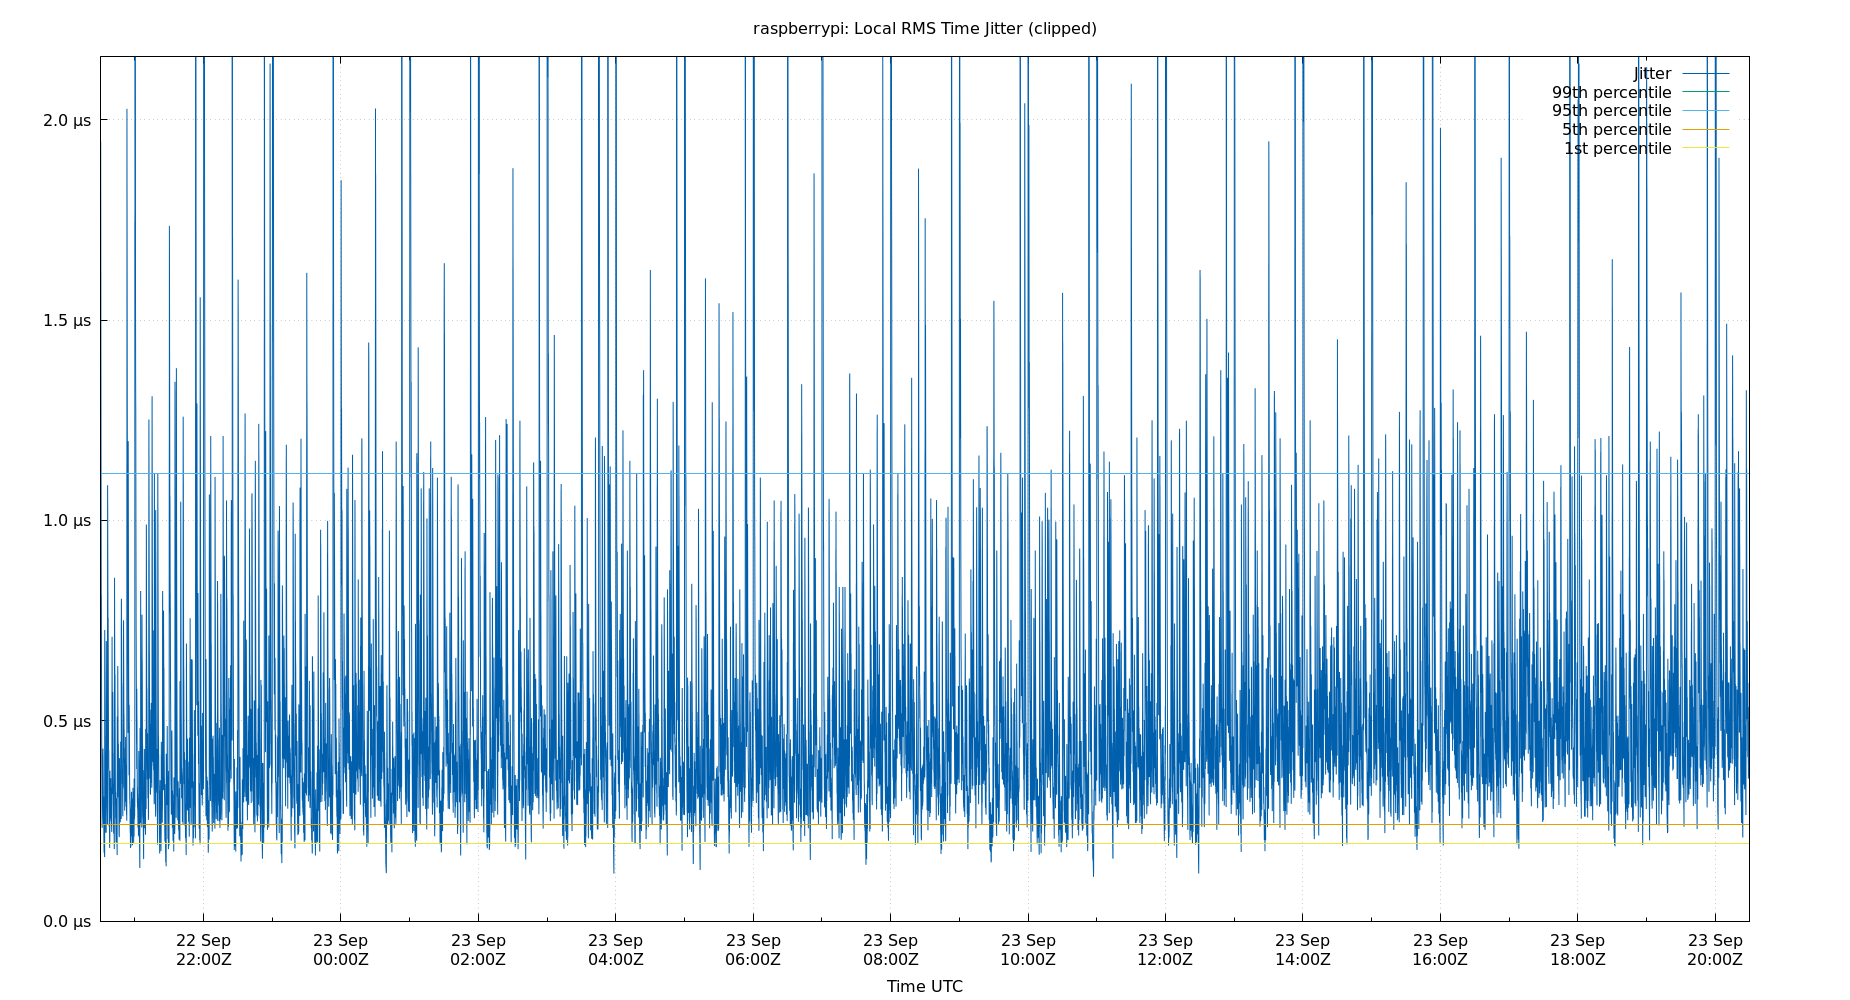 raspberrypi: Local RMS Time Jitter (clipped)
Jitter
99th percentile
95th percentile
5th percentile
1st percentile
2.0 µs
1.5 µs
1.0 µs
0.5 µs
0.0 µs
22 Sep 23 Sep 23 Sep 23 Sep 23 Sep 23 Sep 23 Sep 23 Sep 23 Sep 23 Sep 23 Sep 23 Sep
22:00Z 00:00Z 02:00Z 04:00Z 06:00Z 08:00Z 10:00Z 12:00Z 14:00Z 16:00Z 18:00Z 20:00Z
Time UTC